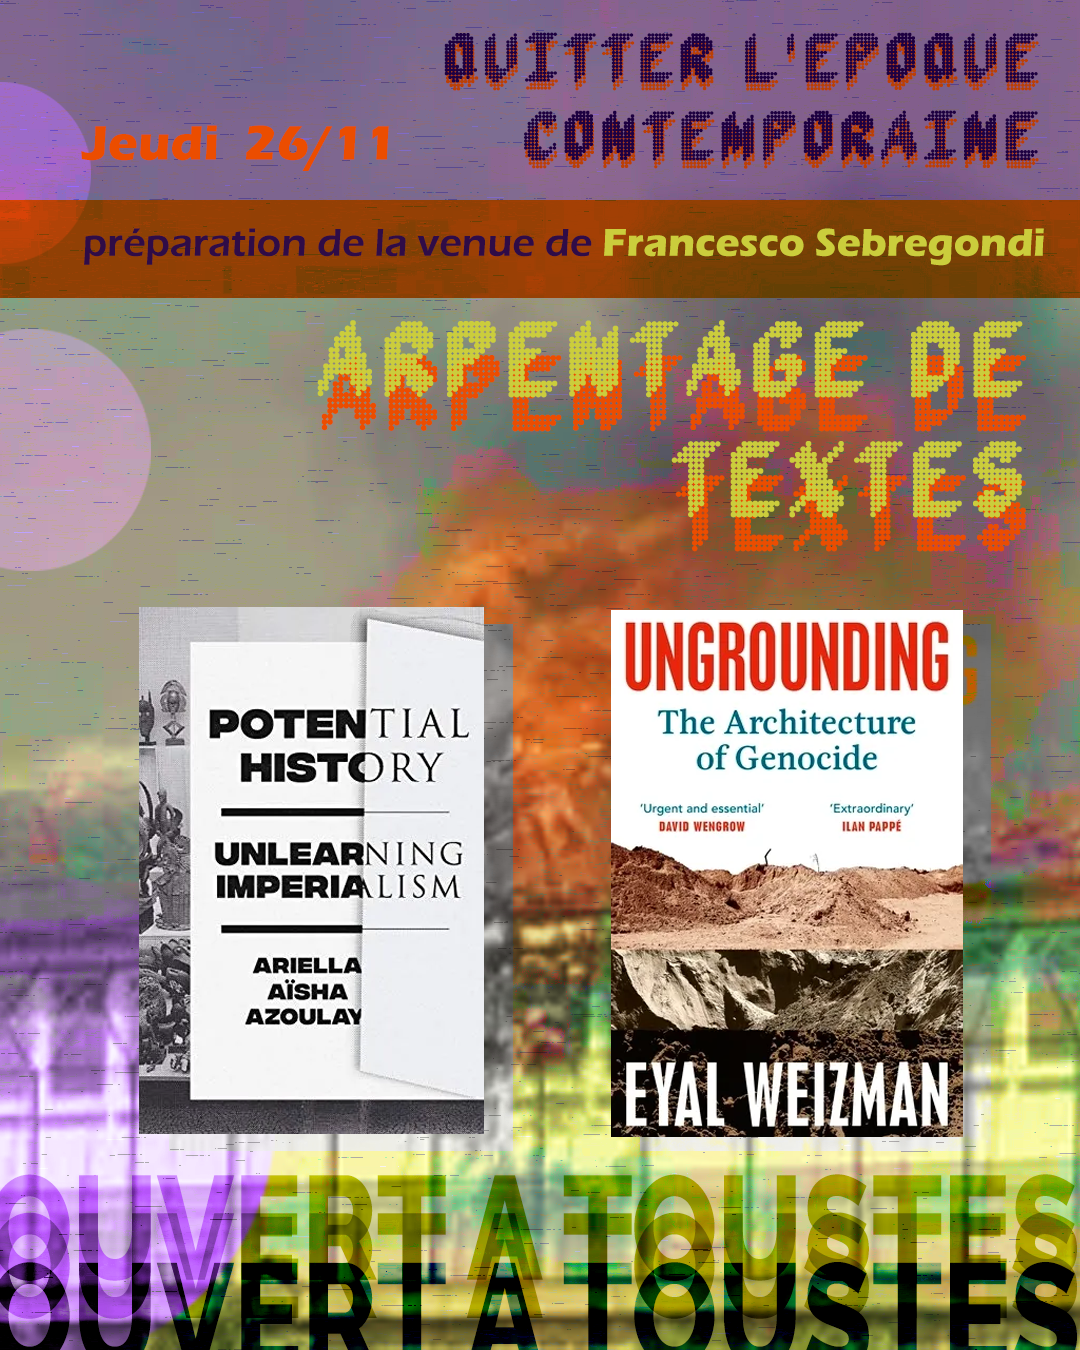 QUITTER L'EPOQUE
CONTEMPORAINE
Jeudi 26/11
préparation de la venue de Francesco Sebregondi
ARPENTAGE DE
TEXTES
POTENTIAL
HISTORY
UNLEARNING
IMPERIALISM
ARIELLA
AÏSHA
AZOULAY
UNGROUNDING
The Architecture
of Genocide
'Urgent and essential'
DAVID WENGROW
'Extraordinary'
ILAN PAPPÉ
EYAL WEIZMAN
OUVERT A TOUSTES
OUVERT A TOUSTES
OUVERT A TOUSTES